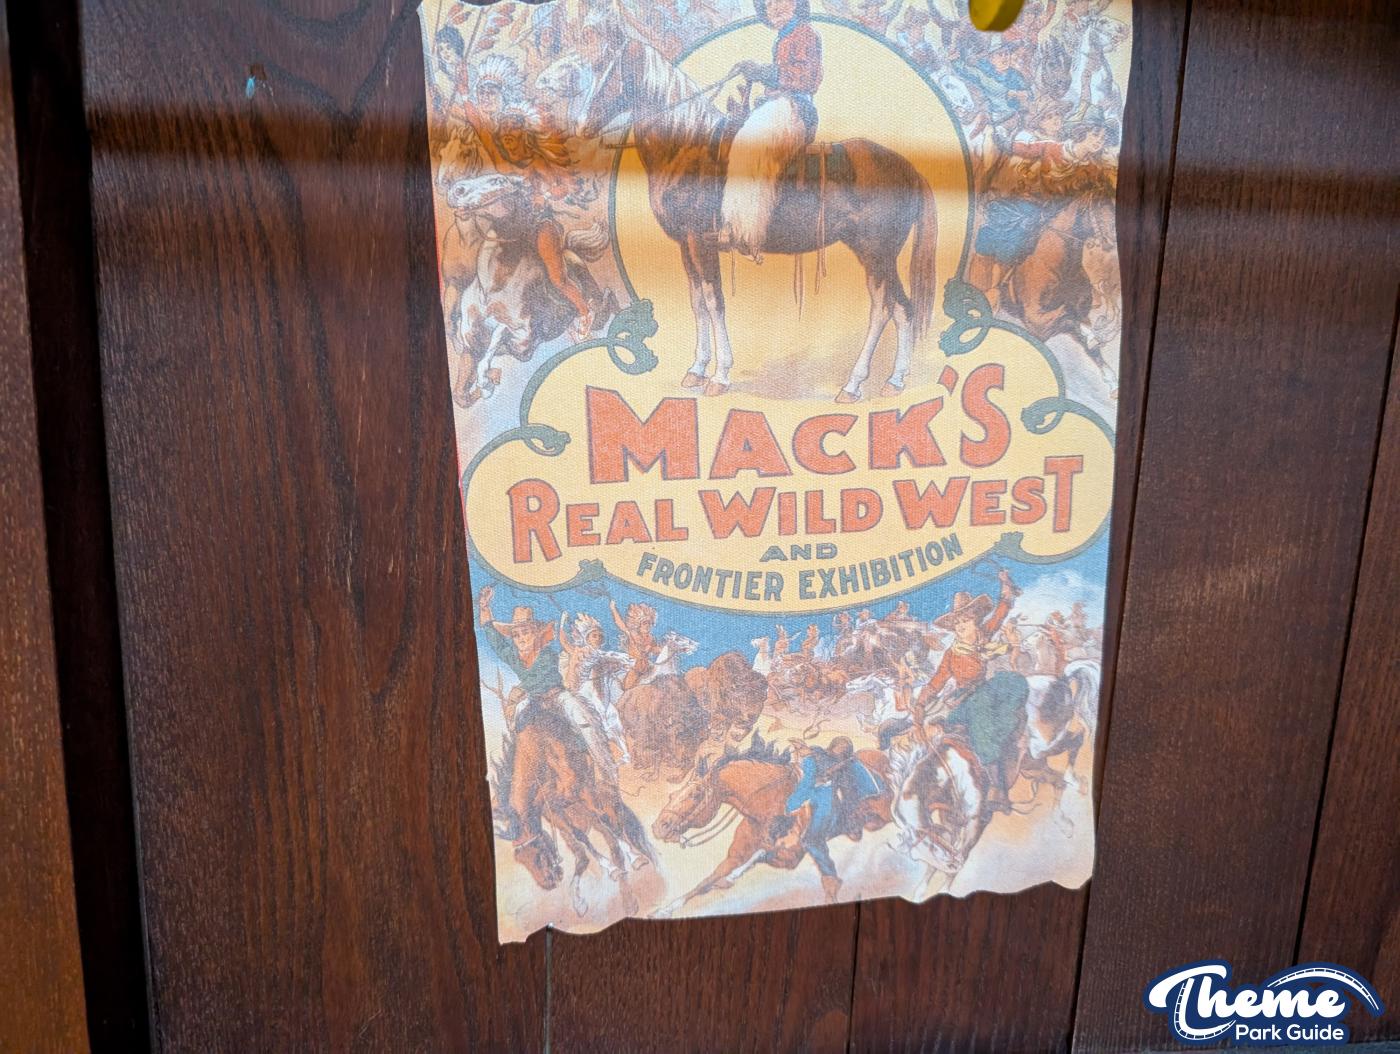 MACK'S
REAL WILD WEST
AND
FRONTIER EXHIBITION
Theme
Park Guide